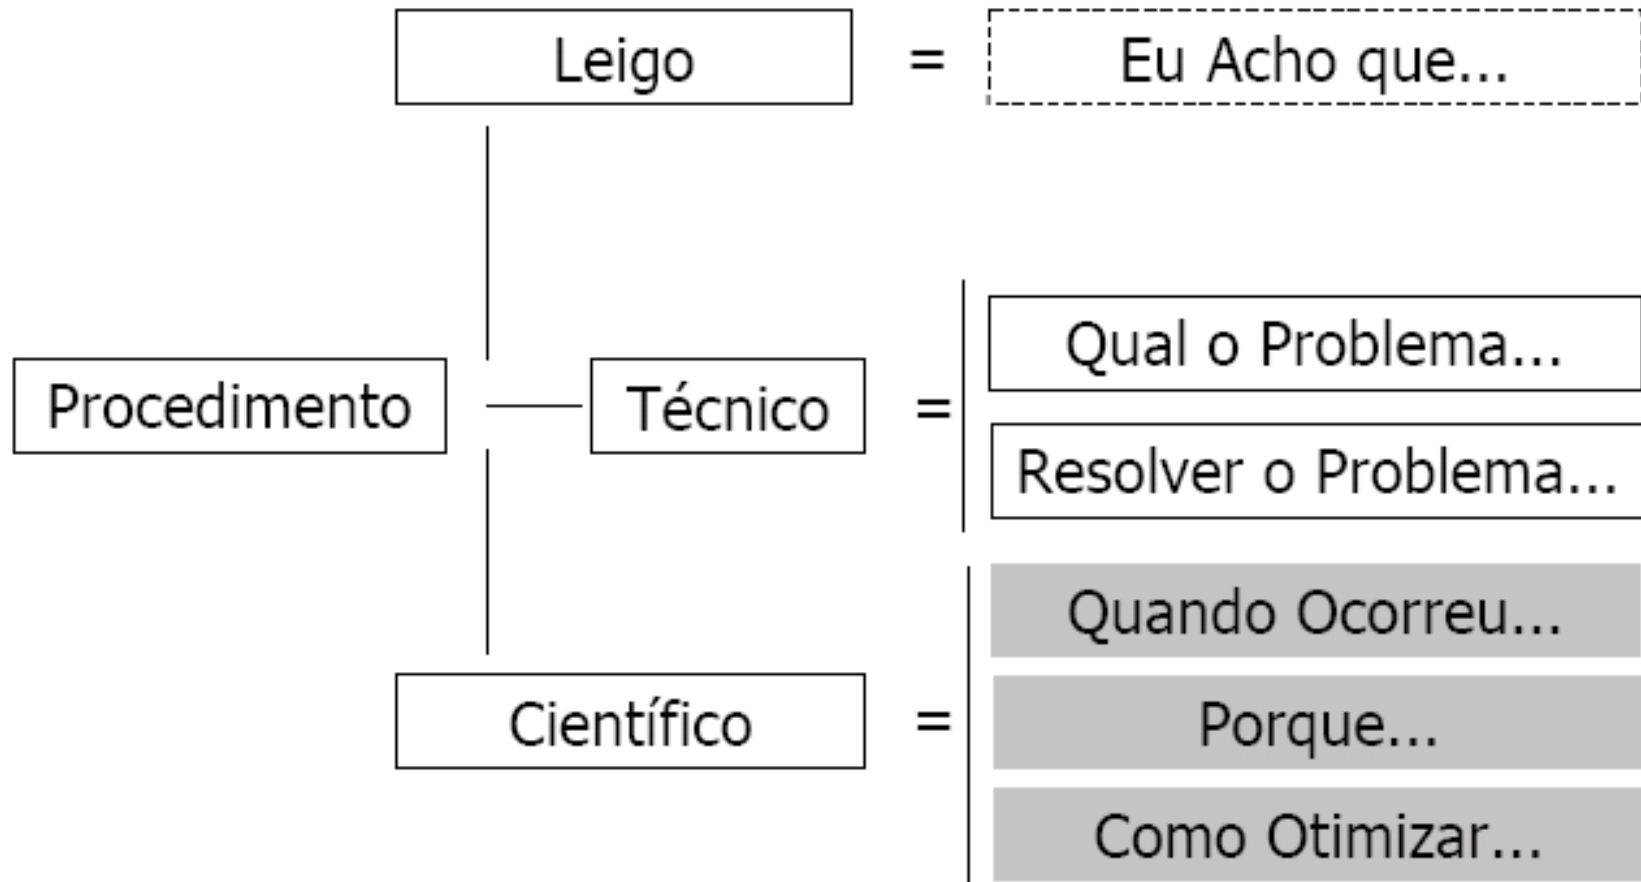 Leigo = Eu Acho que...
Qual o Problema...
Procedimento Técnico =
Resolver o Problema...
Quando Ocorreu...
Científico = Porque...
Como Otimizar...